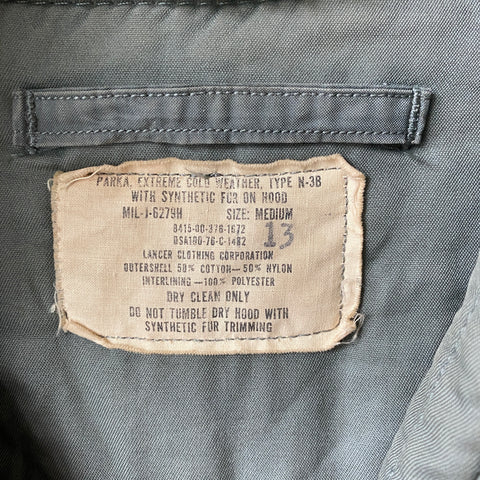 PARKA, EXTREME COLD WEATHER, TYPE N-3B
WITH SYNTHETIC FUR ON HOOD
MIL-J-6279H SIZE: MEDIUM
8415-00-376-1672 13
DSA100-76-C-1482
LANCER CLOTHING CORPORATION
OUTERSHELL 50% COTTON-50% NYLON
INTERLINING-100% POLYESTER
DRY CLEAN ONLY
DO NOT TUMBLE DRY HOOD WITH
SYNTHETIC FUR TRIMMING